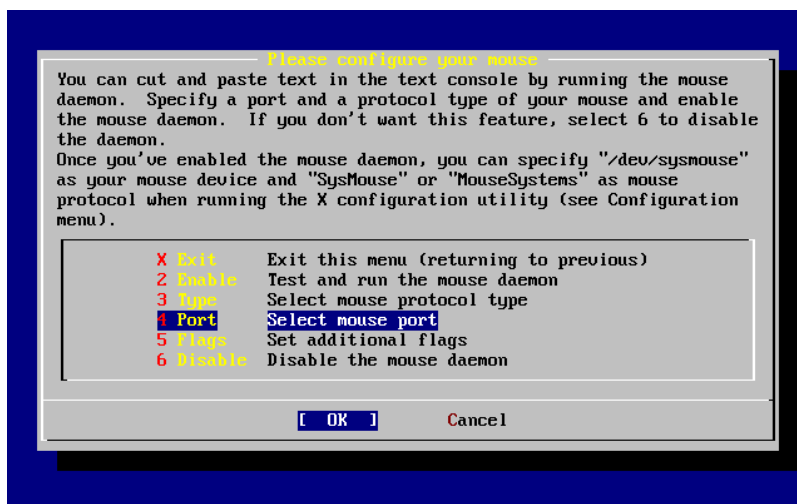 Please configure your mouse
You can cut and paste text in the text console by running the mouse
daemon.  Specify a port and a protocol type of your mouse and enable
the mouse daemon.  If you don't want this feature, select 6 to disable
the daemon.
Once you've enabled the mouse daemon, you can specify "/dev/sysmouse"
as your mouse device and "SysMouse" or "MouseSystems" as mouse
protocol when running the X configuration utility (see Configuration
menu).
X Exit Exit this menu (returning to previous)
2 Enable Test and run the mouse daemon
3 Type Select mouse protocol type
4 Port Select mouse port
5 Flags Set additional flags
6 Disable Disable the mouse daemon
[ OK ] Cancel